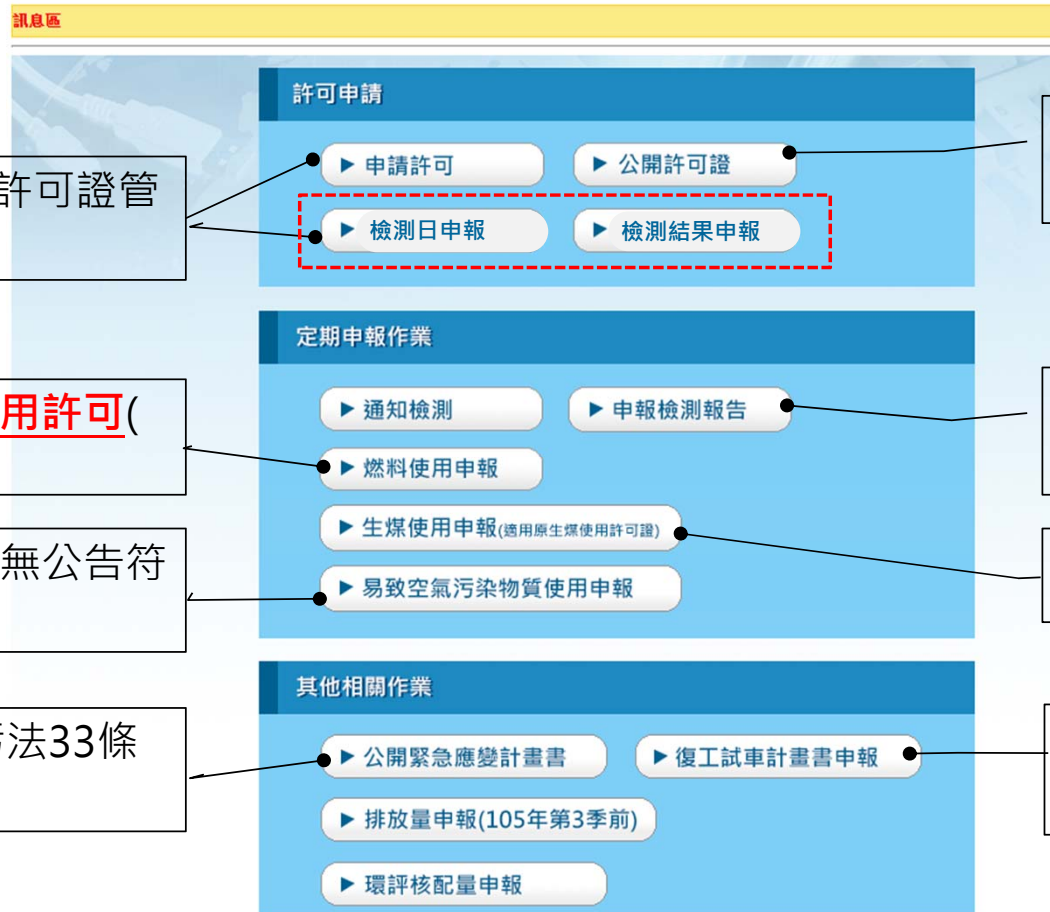 訊息區
許可申請
申請許可
公開許可證
許可證管
檢測日申報
檢測結果申報
定期申報作業
用許可(
通知檢測
申報檢測報告
燃料使用申報
生煤使用申報(適用原生煤使用許可證)
無公告符
易致空氣污染物質使用申報
其他相關作業
法33條
公開緊急應變計畫書
復工試車計畫書申報
排放量申報(105年第3季前)
環評核配量申報